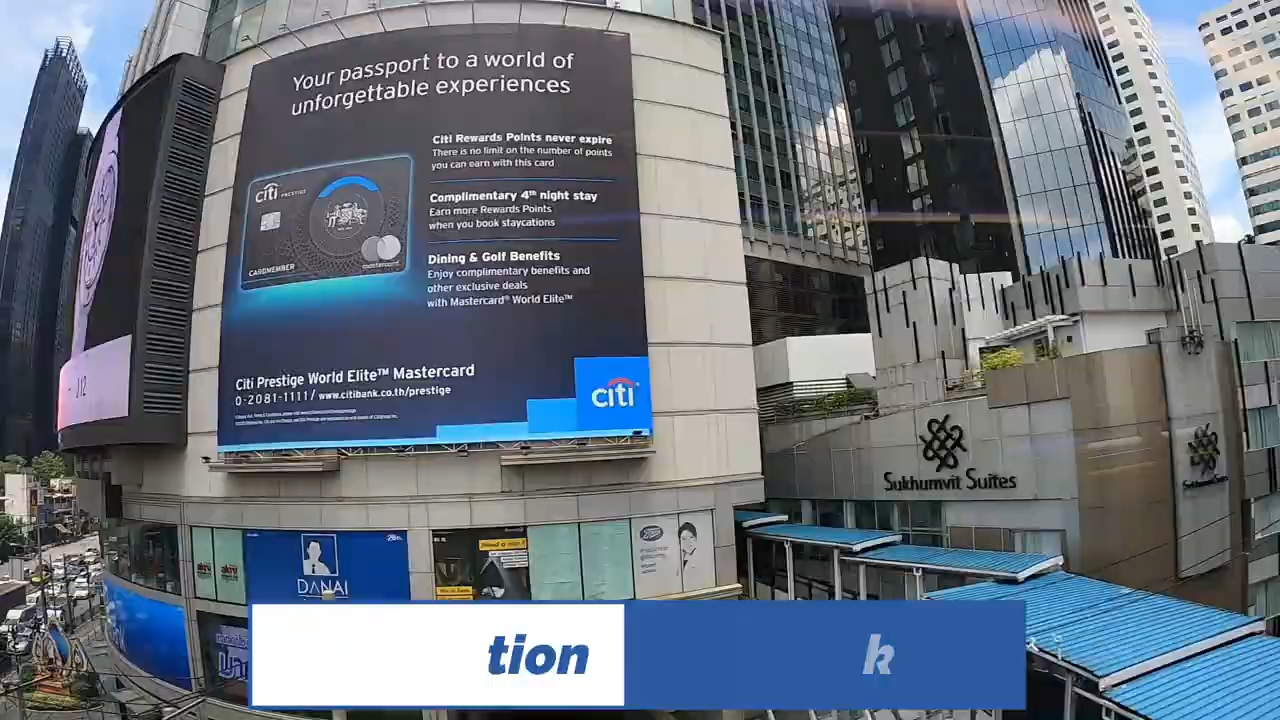 Your passport to a world of
unforgettable experiences
Citi Rewards Points never expire
There is no limit on the number of points
you can earn with this card
Complimentary 4th night stay
Earn more Rewards Points
when you book staycations
Dining & Golf Benefits
Enjoy complimentary benefits and
other exclusive deals
with Mastercard® World Elite™
citi PRESTIGE
CARDMEMBER
mastercard
Citi Prestige World Elite™ Mastercard
0-2081-1111/ www.citibank.co.th/prestige
citi
Sukhumvit Suites
DANAI
Boots
tion
k